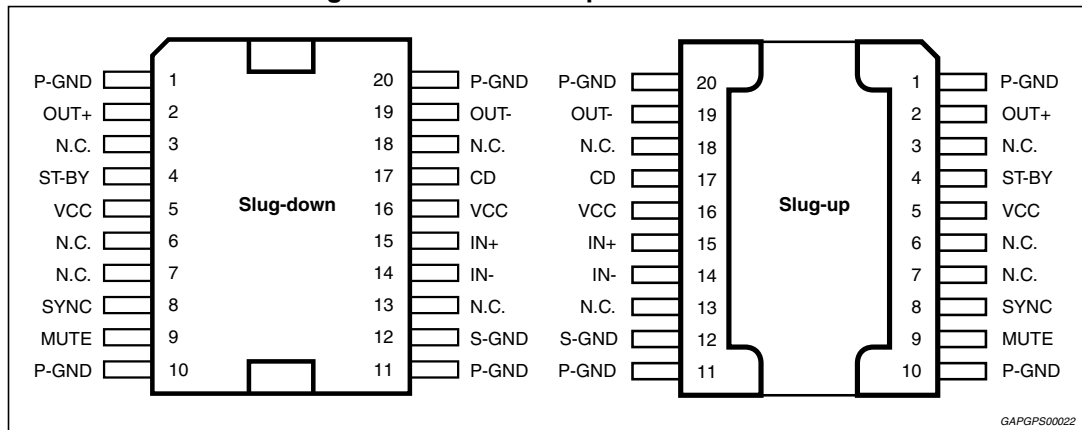 P-GND 1 20 P-GND P-GND 20 1 P-GND
OUT+ 2 19 OUT- OUT- 19 2 OUT+
N.C. 3 18 N.C. N.C. 18 3 N.C.
ST-BY 4 17 CD CD 17 4 ST-BY
VCC 5 Slug-down 16 VCC VCC 16 Slug-up 5 VCC
N.C. 6 15 IN+ IN+ 15 6 N.C.
N.C. 7 14 IN- IN- 14 7 N.C.
SYNC 8 13 N.C. N.C. 13 8 SYNC
MUTE 9 12 S-GND S-GND 12 9 MUTE
P-GND 10 11 P-GND P-GND 11 10 P-GND
GAPGPS00022